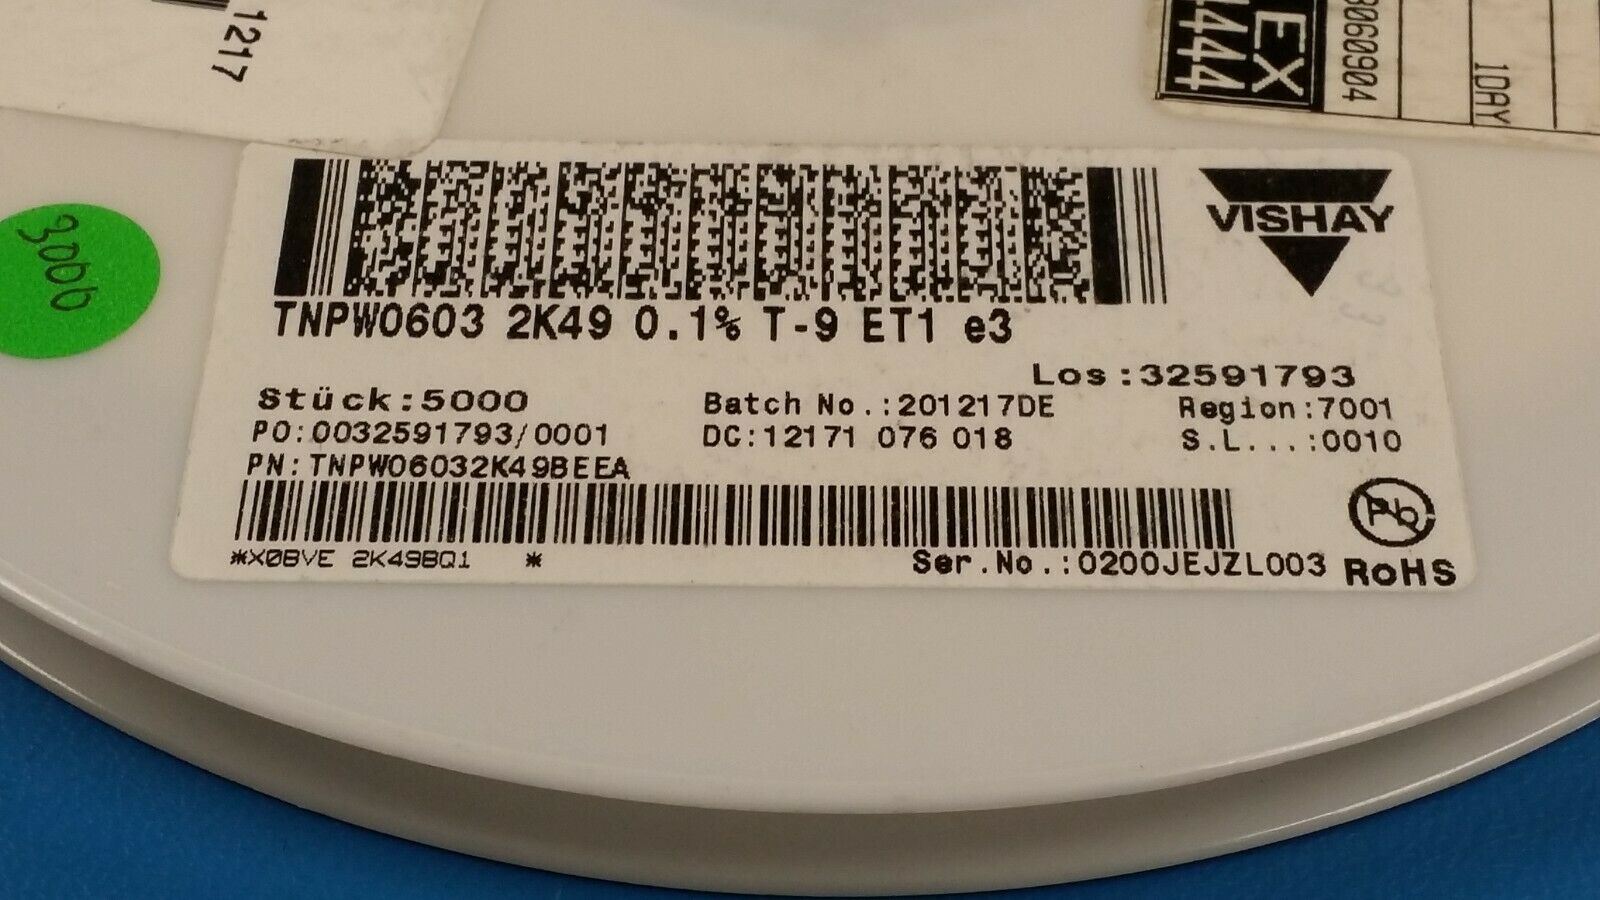 1217
EX
4444
3060904
1DAY
VISHAY
TNPW0603 2K49 0.1% T-9 ET1 e3
Los:32591793
Stück:5000 Batch No.:201217DE Region:7001
PO:0032591793/0001 DC:12171 076 018 S.L...:0010
PN:TNPW06032K49BEEA
Pb
*X0BVE 2K49BQ1 * Ser.No.:0200JEJZL003 RoHS
3000